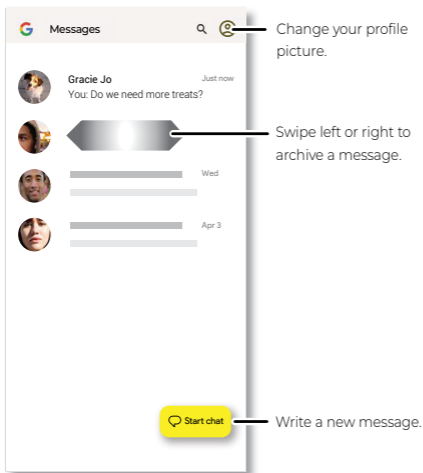 Messages
Change your profile
picture.
Gracie Jo
Just now
You: Do we need more treats?
Swipe left or right to
archive a message.
Wed
Apr 3
Start chat
Write a new message.